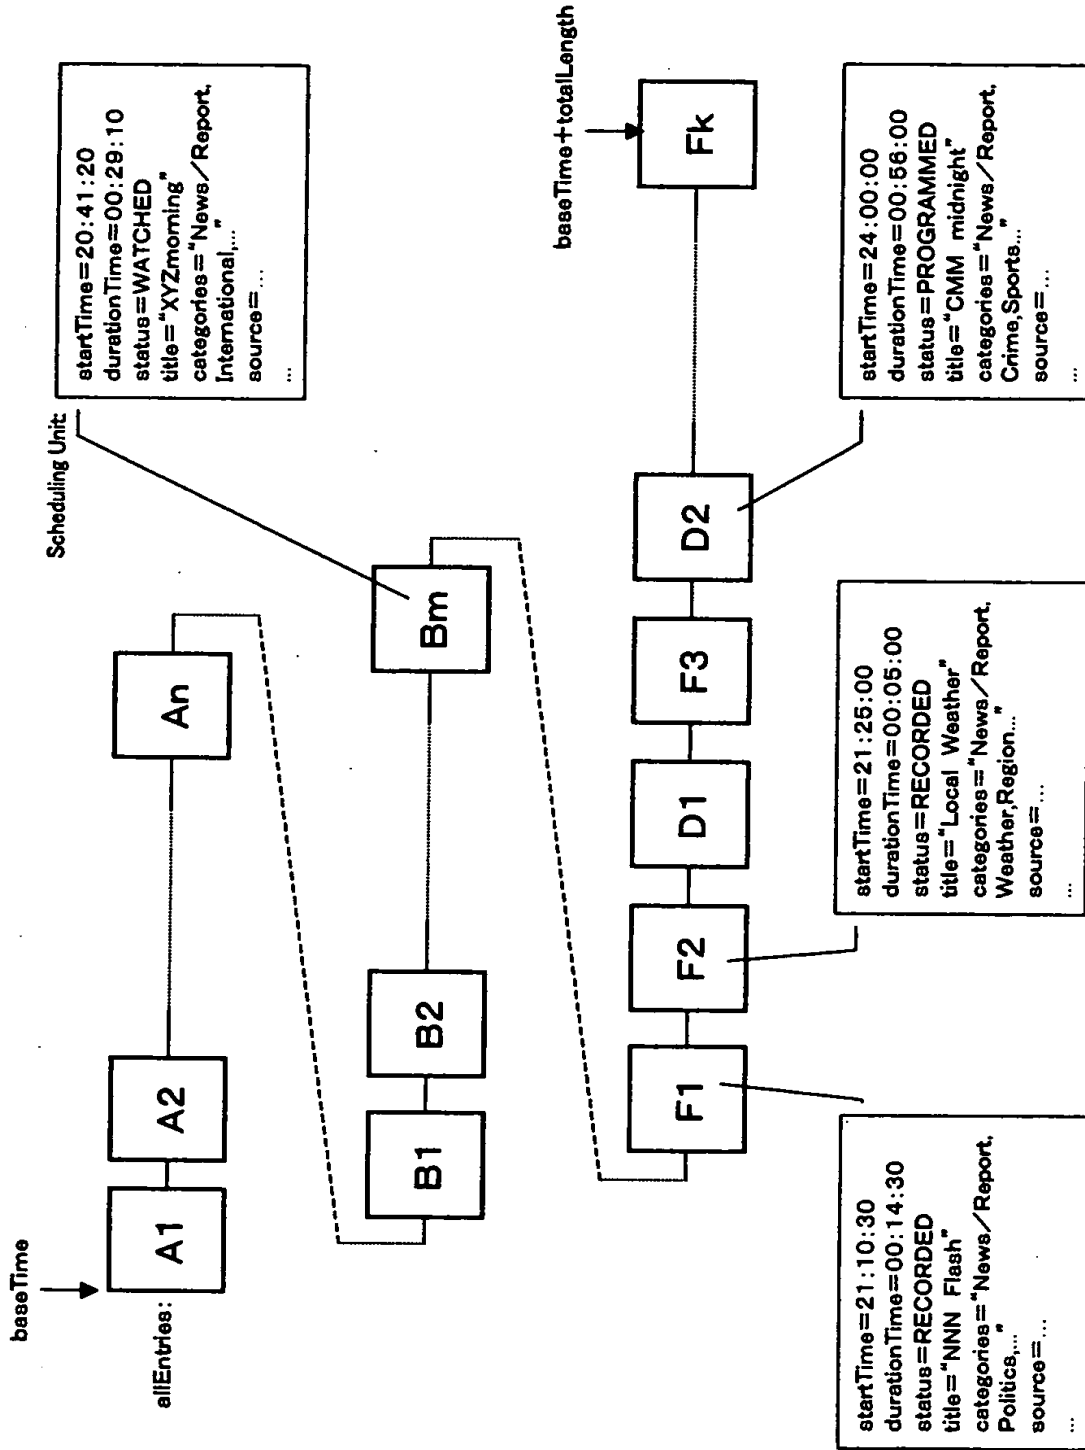 baseTime
allEntries:
A1
A2
An
Scheduling Unit:
startTime=20:41:20
durationTime=00:29:10
status=WATCHED
title="XYZmorning"
categories="News/Report,
International,..."
source=...
...
B1
B2
Bm
baseTime+totalLength
F1
F2
D1
F3
D2
Fk
startTime=21:10:30
durationTime=00:14:30
status=RECORDED
title="NNN Flash"
categories="News/Report,
Politics,..."
source=...
...
startTime=21:25:00
durationTime=00:05:00
status=RECORDED
title="Local Weather"
categories="News/Report,
Weather,Region..."
source=...
...
startTime=24:00:00
durationTime=00:56:00
status=PROGRAMMED
title="CMM midnight"
categories="News/Report,
Crime,Sports..."
source=...
...